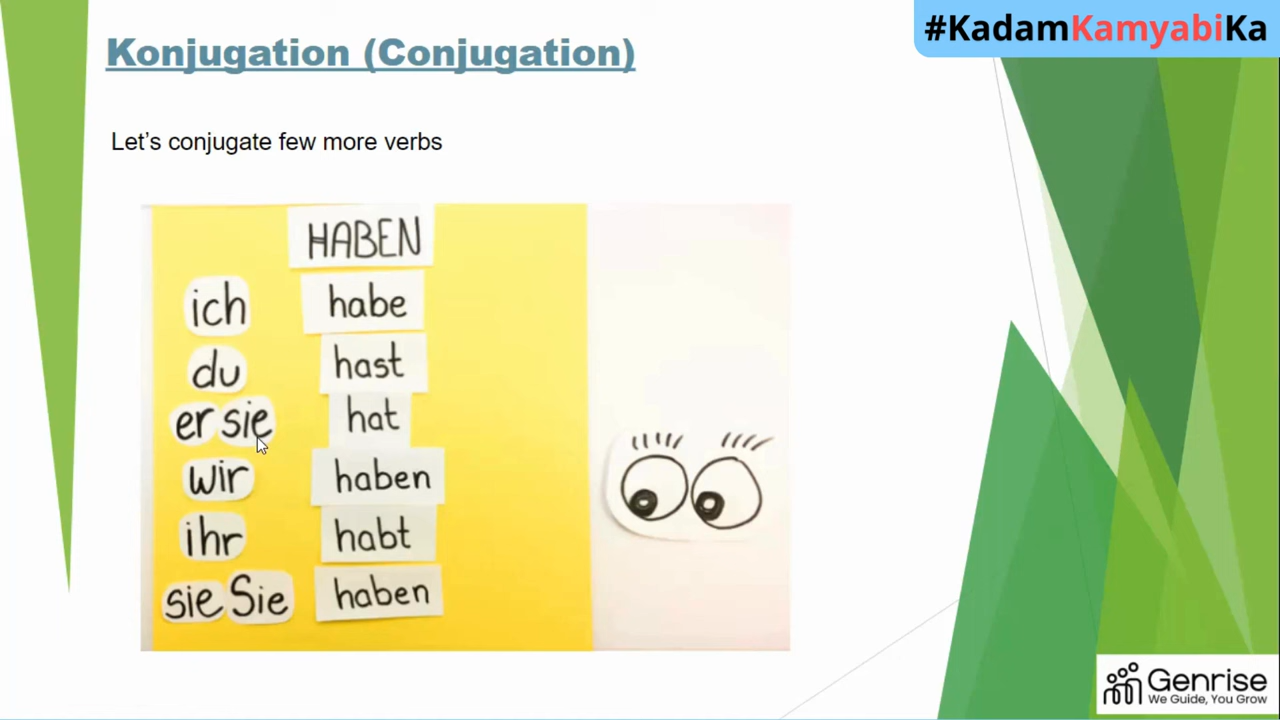 #KadamKamyabiKa
Konjugation (Conjugation)
Let’s conjugate few more verbs
HABEN
ich habe
du hast
er sie hat
wir haben
ihr habt
sie Sie haben
Genrise
We Guide, You Grow